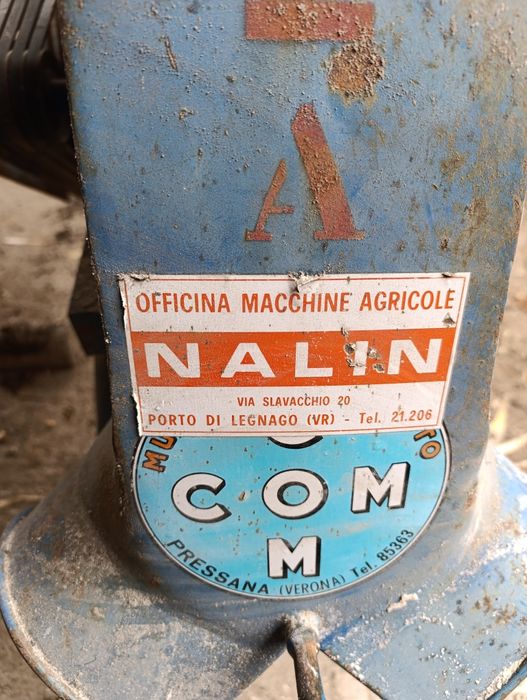 A
OFFICINA MACCHINE AGRICOLE
NALIN
VIA SLAVACCHIO 20
PORTO DI LEGNAGO (VR) - Tel. 21.206
COM
M
PRESSANA (VERONA) Tel. 85363